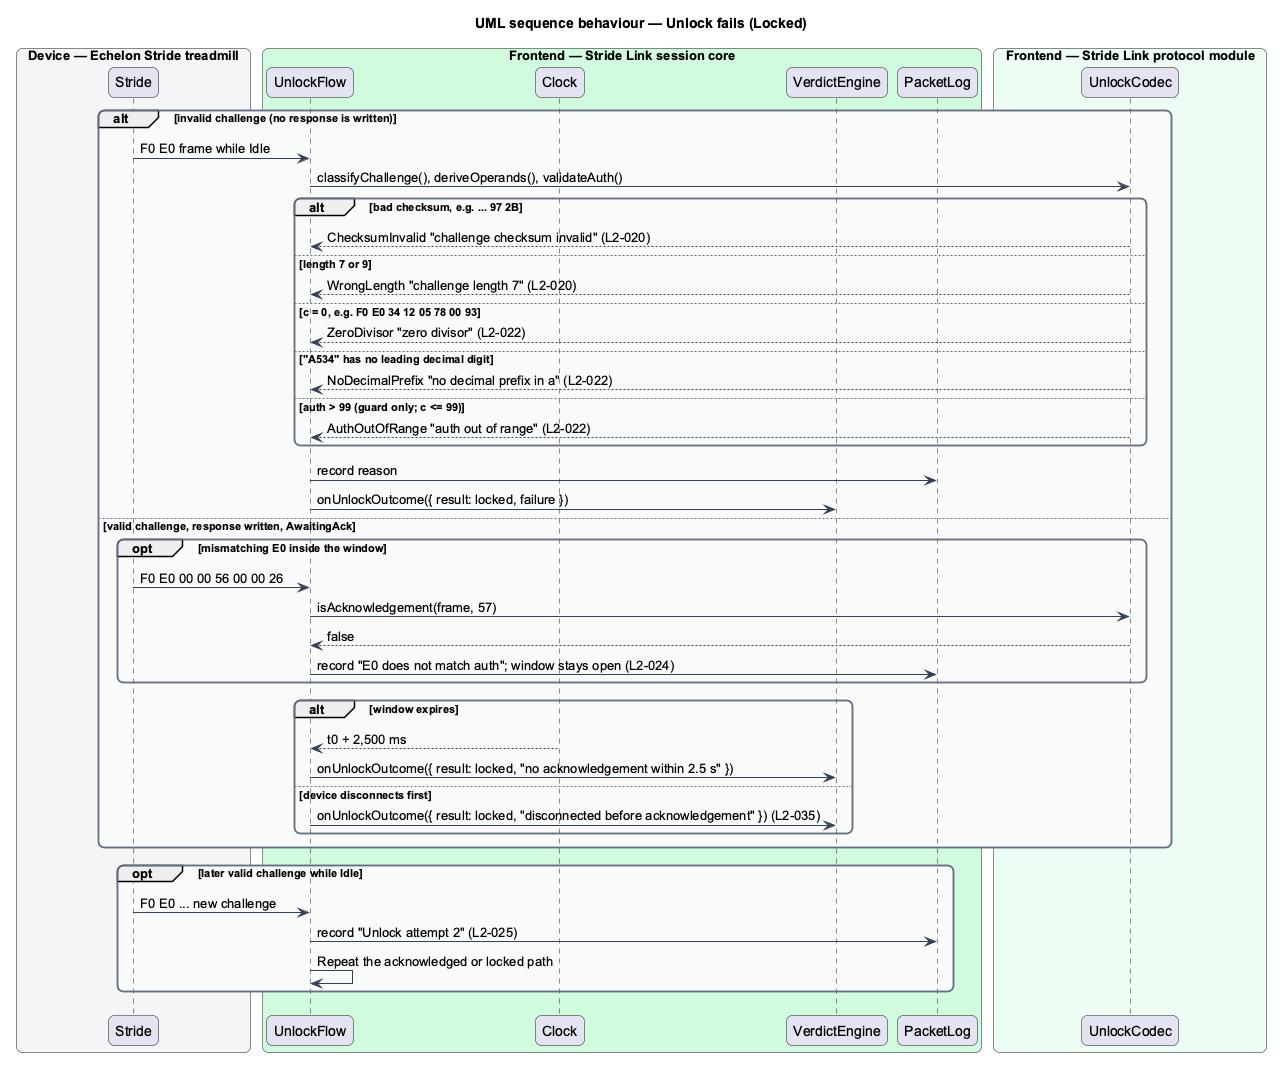 UML sequence behaviour — Unlock fails (Locked)
Device — Echelon Stride treadmill
Frontend — Stride Link session core
Frontend — Stride Link protocol module
Stride
UnlockFlow
Clock
VerdictEngine
PacketLog
UnlockCodec
alt [invalid challenge (no response is written)]
F0 E0 frame while Idle
classifyChallenge(), deriveOperands(), validateAuth()
alt [bad checksum, e.g. ... 97 2B]
ChecksumInvalid "challenge checksum invalid" (L2-020)
[length 7 or 9]
WrongLength "challenge length 7" (L2-020)
[c = 0, e.g. F0 E0 34 12 05 78 00 93]
ZeroDivisor "zero divisor" (L2-022)
["A534" has no leading decimal digit]
NoDecimalPrefix "no decimal prefix in a" (L2-022)
[auth > 99 (guard only; c <= 99)]
AuthOutOfRange "auth out of range" (L2-022)
record reason
onUnlockOutcome({ result: locked, failure })
[valid challenge, response written, AwaitingAck]
opt [mismatching E0 inside the window]
F0 E0 00 00 56 00 00 26
isAcknowledgement(frame, 57)
false
record "E0 does not match auth"; window stays open (L2-024)
alt [window expires]
t0 + 2,500 ms
onUnlockOutcome({ result: locked, "no acknowledgement within 2.5 s" })
[device disconnects first]
onUnlockOutcome({ result: locked, "disconnected before acknowledgement" }) (L2-035)
opt [later valid challenge while Idle]
F0 E0 ... new challenge
record "Unlock attempt 2" (L2-025)
Repeat the acknowledged or locked path
Stride
UnlockFlow
Clock
VerdictEngine
PacketLog
UnlockCodec